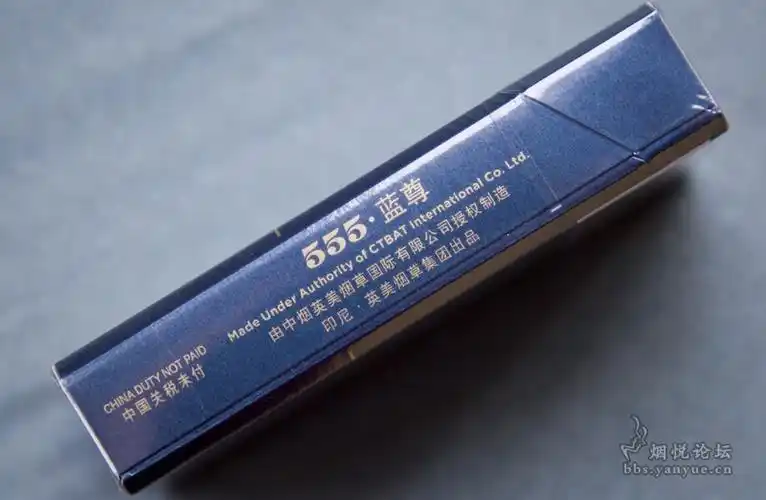 555·蓝尊
Made Under Authority of CTBAT International Co. Ltd.
由中烟英美烟草国际有限公司授权制造
印尼·英美烟草集团出品
CHINA DUTY NOT PAID
中国关税未付
烟悦论坛
bbs.yanyue.cn